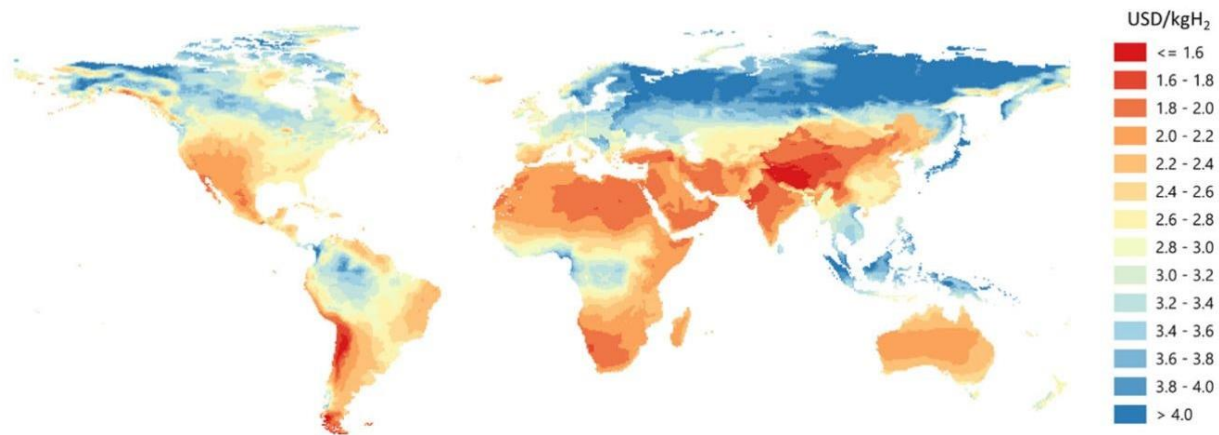 USD/kgH₂
<= 1.6
1.6 - 1.8
1.8 - 2.0
2.0 - 2.2
2.2 - 2.4
2.4 - 2.6
2.6 - 2.8
2.8 - 3.0
3.0 - 3.2
3.2 - 3.4
3.4 - 3.6
3.6 - 3.8
3.8 - 4.0
> 4.0